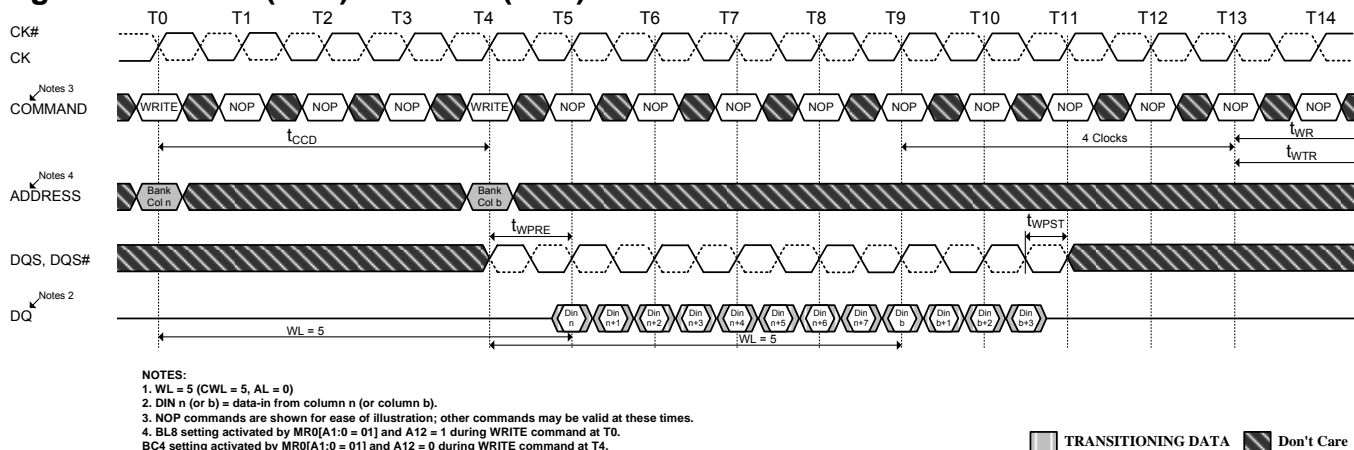 T0 T1 T2 T3 T4 T5 T6 T7 T8 T9 T10 T11 T12 T13 T14
CK#
CK
Notes 3
COMMAND
WRITE NOP NOP NOP WRITE NOP NOP NOP NOP NOP NOP NOP NOP NOP NOP
tCCD
4 Clocks
tWR
tWTR
Notes 4
ADDRESS
Bank Col n
Bank Col b
tWPRE
tWPST
DQS, DQS#
Notes 2
DQ
Din n Din n+1 Din n+2 Din n+3 Din n+4 Din n+5 Din n+6 Din n+7 Din b Din b+1 Din b+2 Din b+3
WL = 5
WL = 5
NOTES:
1. WL = 5 (CWL = 5, AL = 0)
2. DIN n (or b) = data-in from column n (or column b).
3. NOP commands are shown for ease of illustration; other commands may be valid at these times.
4. BL8 setting activated by MR0[A1:0 = 01] and A12 = 1 during WRITE command at T0.
BC4 setting activated by MR0[A1:0 = 01] and A12 = 0 during WRITE command at T4.
TRANSITIONING DATA Don't Care